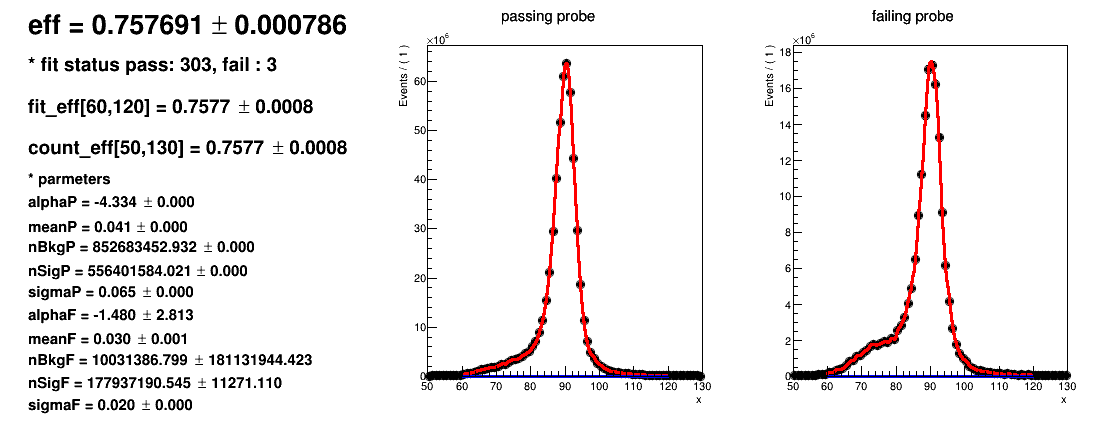 eff = 0.757691 ± 0.000786
* fit status pass: 303, fail : 3
fit_eff[60,120] = 0.7577 ± 0.0008
count_eff[50,130] = 0.7577 ± 0.0008
* parmeters
alphaP = -4.334 ± 0.000
meanP = 0.041 ± 0.000
nBkgP = 852683452.932 ± 0.000
nSigP = 556401584.021 ± 0.000
sigmaP = 0.065 ± 0.000
alphaF = -1.480 ± 2.813
meanF = 0.030 ± 0.001
nBkgF = 10031386.799 ± 181131944.423
nSigF = 177937190.545 ± 11271.110
sigmaF = 0.020 ± 0.000
passing probe
×10⁶
Events / ( 1 )
60
50
40
30
20
10
0
50 60 70 80 90 100 110 120 130
x
failing probe
×10⁶
Events / ( 1 )
18
16
14
12
10
8
6
4
2
0
50 60 70 80 90 100 110 120 130
x